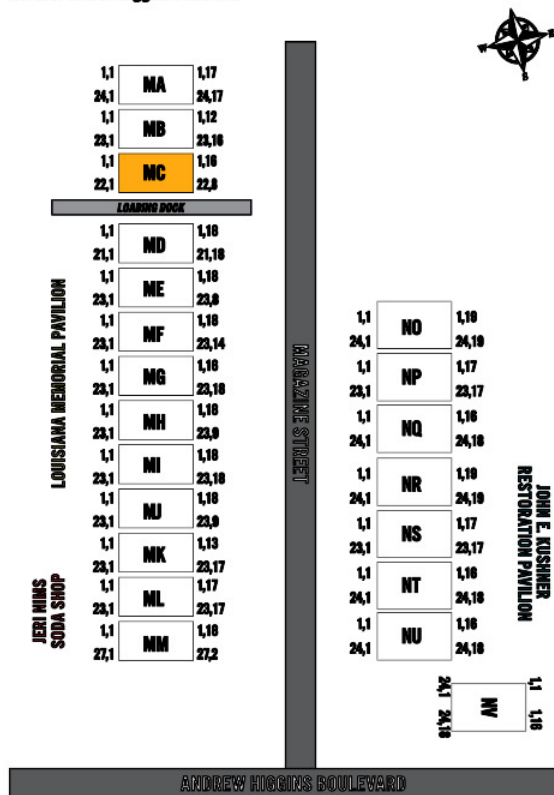 N
W
E
S
1,1 MA 1,17
24,1 24,17
1,1 MB 1,12
23,1 23,16
1,1 MC 1,16
22,1 22,8
LOADING DOCK
1,1 MD 1,18
21,1 21,18
1,1 ME 1,18
23,1 23,8
1,1 MF 1,18
23,1 23,14
1,1 MG 1,16
23,1 23,18
1,1 MH 1,18
23,1 23,9
1,1 MI 1,18
23,1 23,18
1,1 MJ 1,18
23,1 23,9
1,1 MK 1,13
23,1 23,17
1,1 ML 1,17
23,1 23,17
1,1 MM 1,18
27,1 27,2
LOUISIANA MEMORIAL PAVILION
JERI NIMS
SODA SHOP
MAGAZINE STREET
1,1 NO 1,19
24,1 24,19
1,1 NP 1,17
23,1 23,17
1,1 NQ 1,16
24,1 24,18
1,1 NR 1,19
24,1 24,19
1,1 NS 1,17
23,1 23,17
1,1 NT 1,16
24,1 24,18
1,1 NU 1,16
24,1 24,18
JOHN E. KUSHNER
RESTORATION PAVILION
1,1 NV 1,16
24,1 24,18
ANDREW HIGGINS BOULEVARD